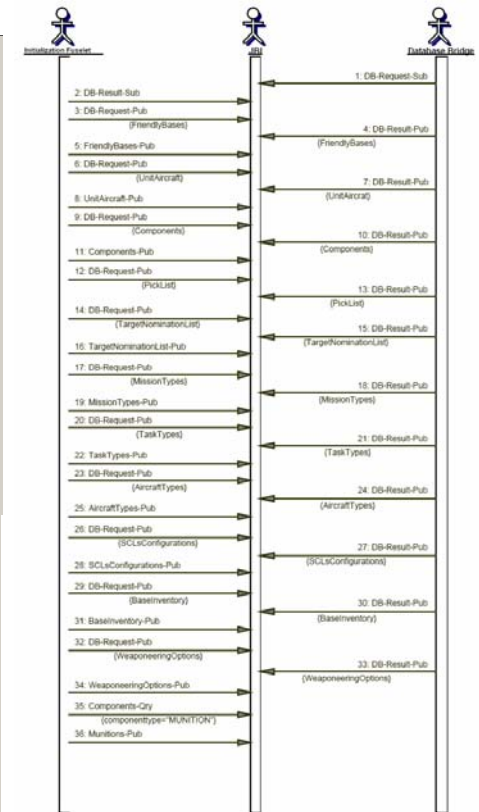 Initialization Fuselet
JBI
Database Bridge
1: DB-Request-Sub
2: DB-Result-Sub
3: DB-Request-Pub
{FriendlyBases}
4: DB-Result-Pub
{FriendlyBases}
5: FriendlyBases-Pub
6: DB-Request-Pub
{UnitAircraft}
7: DB-Result-Pub
{UnitAircrat}
8: UnitAircraft-Pub
9: DB-Request-Pub
{Components}
10: DB-Result-Pub
{Components}
11: Components-Pub
12: DB-Request-Pub
{PickList}
13: DB-Result-Pub
{PickList}
14: DB-Request-Pub
{TargetNominationList}
15: DB-Result-Pub
{TargetNominationList}
16: TargetNominationList-Pub
17: DB-Request-Pub
{MissionTypes}
18: DB-Result-Pub
{MissionTypes}
19: MissionTypes-Pub
20: DB-Request-Pub
{TaskTypes}
21: DB-Result-Pub
{TaskTypes}
22: TaskTypes-Pub
23: DB-Request-Pub
{AircraftTypes}
24: DB-Result-Pub
{AircraftTypes}
25: AircraftTypes-Pub
26: DB-Request-Pub
{SCLsConfigurations}
27: DB-Result-Pub
{SCLsConfigurations}
28: SCLsConfigurations-Pub
29: DB-Request-Pub
{BaseInventory}
30: DB-Result-Pub
{BaseInventory}
31: BaseInventory-Pub
32: DB-Request-Pub
{WeaponeeringOptions}
33: DB-Result-Pub
{WeaponeeringOptions}
34: WeaponeeringOptions-Pub
35: Components-Qry
{componenttype="MUNITION"}
36: Munitions-Pub